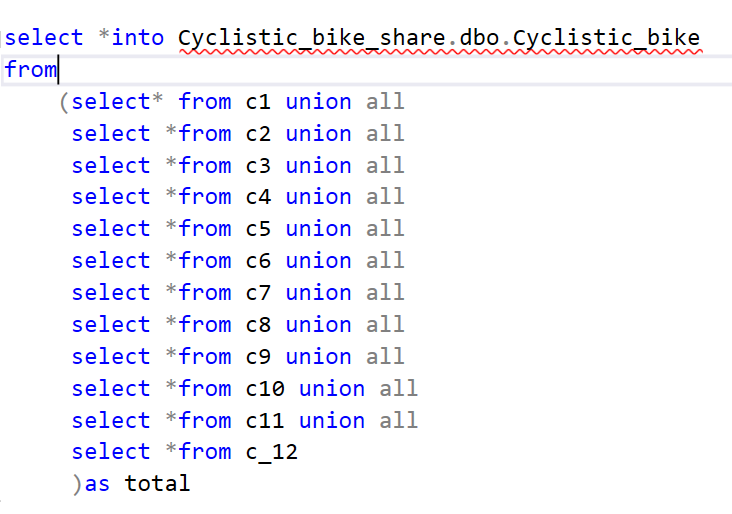 select *into Cyclistic_bike_share.dbo.Cyclistic_bike
from
(select* from c1 union all
select *from c2 union all
select *from c3 union all
select *from c4 union all
select *from c5 union all
select *from c6 union all
select *from c7 union all
select *from c8 union all
select *from c9 union all
select *from c10 union all
select *from c11 union all
select *from c_12
)as total